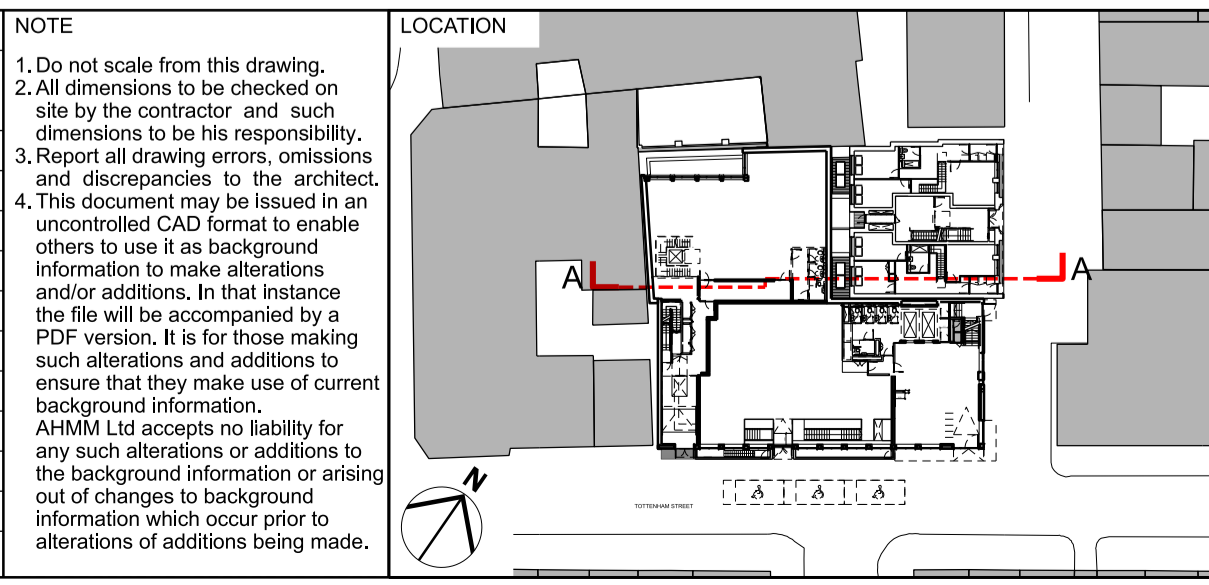 NOTE
1. Do not scale from this drawing.
2. All dimensions to be checked on
site by the contractor and such
dimensions to be his responsibility.
3. Report all drawing errors, omissions
and discrepancies to the architect.
4. This document may be issued in an
uncontrolled CAD format to enable
others to use it as background
information to make alterations
and/or additions. In that instance
the file will be accompanied by a
PDF version. It is for those making
such alterations and additions to
ensure that they make use of current
background information.
AHMM Ltd accepts no liability for
any such alterations or additions to
the background information or arising
out of changes to background
information which occur prior to
alterations of additions being made.
LOCATION
A
A
N
TOTTENHAM STREET